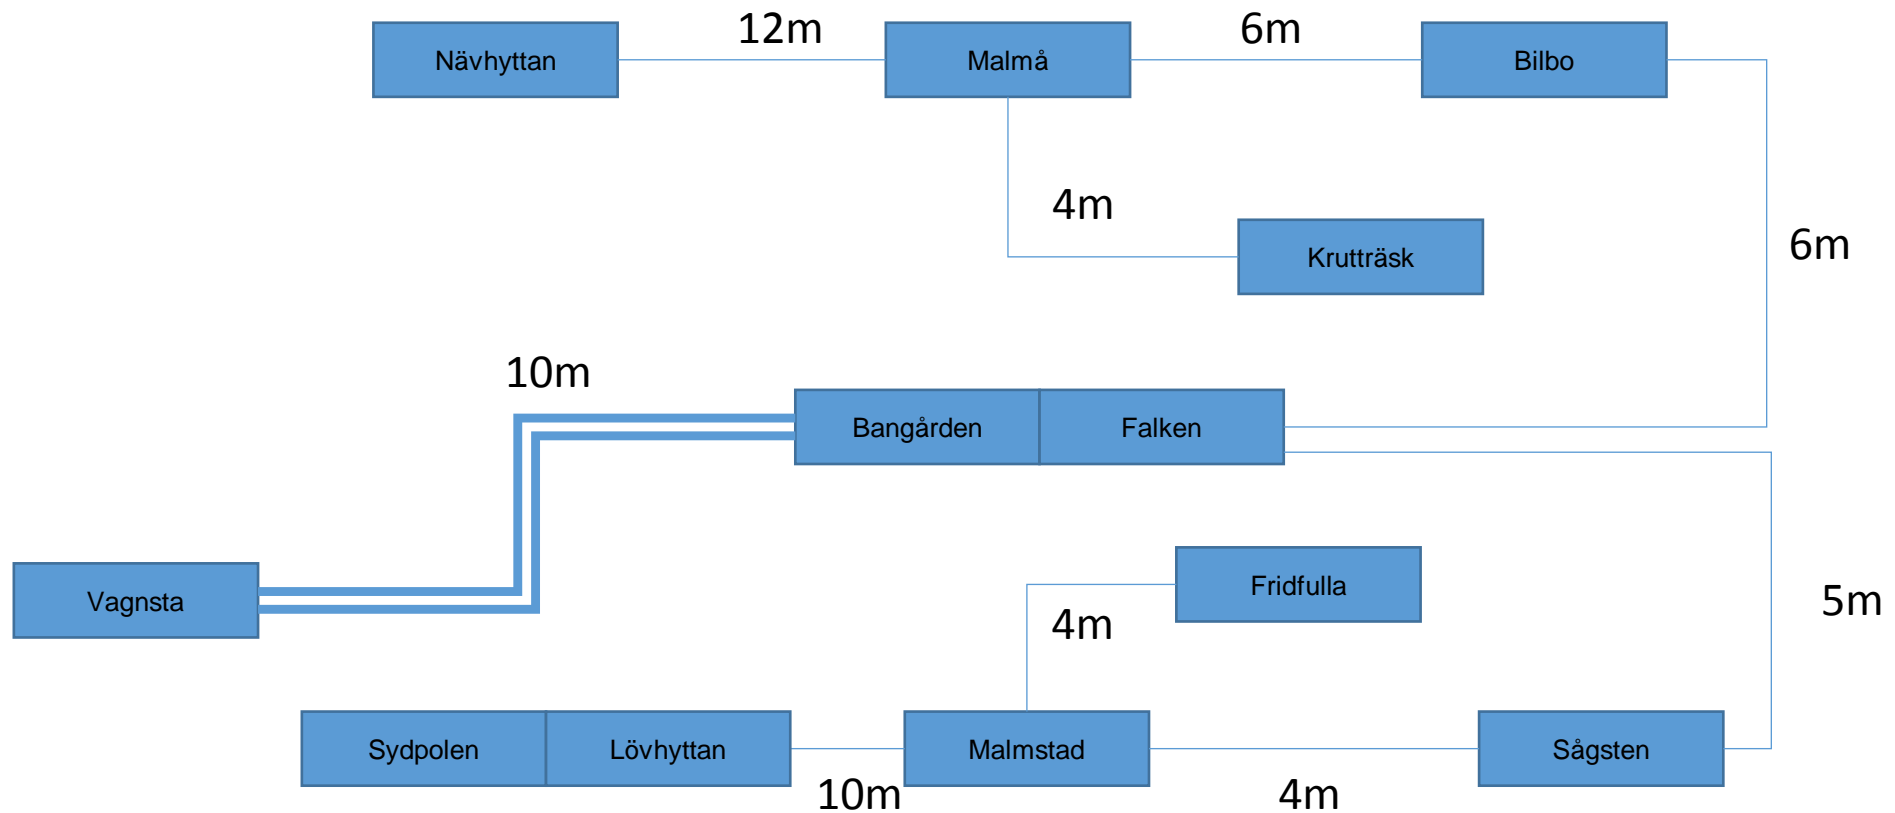 12m
6m
Nävhyttan
Malmå
Bilbo
4m
6m
Krutträsk
10m
Bangården
Falken
Vagnsta
Fridfulla
5m
4m
Sydpolen
Lövhyttan
Malmstad
Sågsten
10m
4m